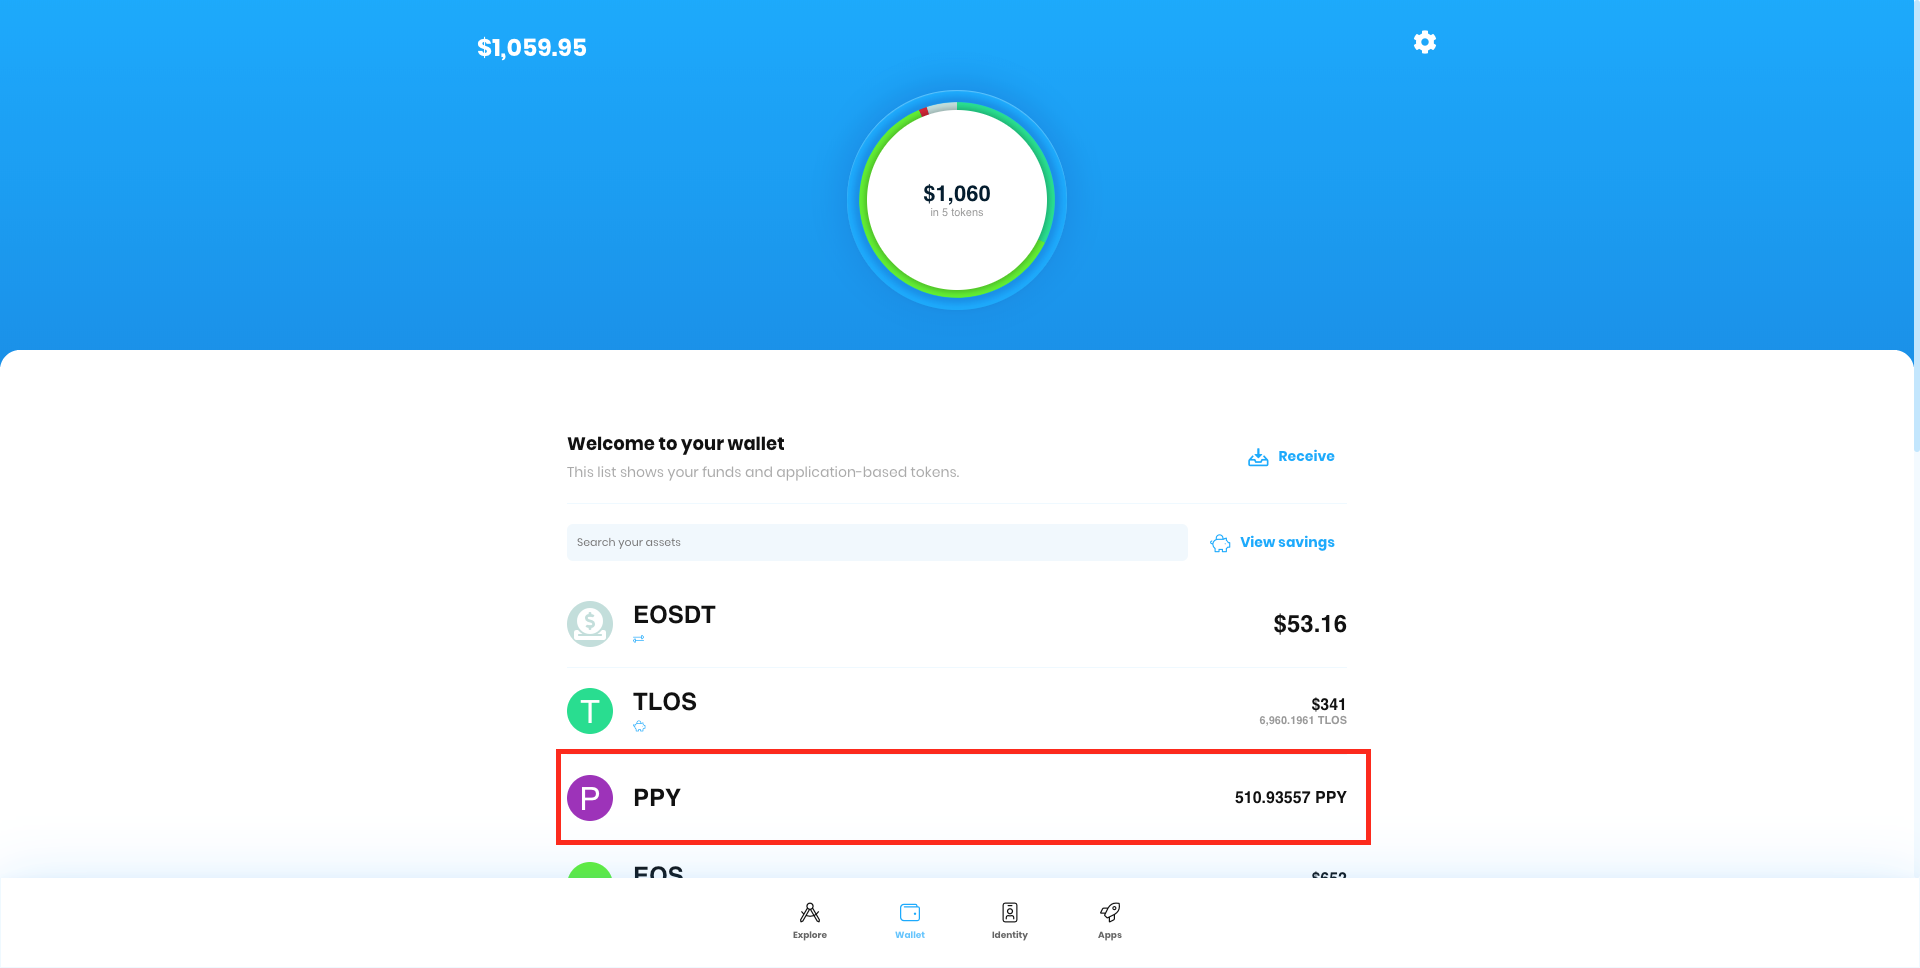 $1,059.95
$1,060
in 5 tokens
Welcome to your wallet
This list shows your funds and application-based tokens.
Receive
Search your assets
View savings
$
EOSDT
$53.16
T
TLOS
$341
6,960.1961 TLOS
P
PPY
510.93557 PPY
EOS
$652
Explore
Wallet
Identity
Apps